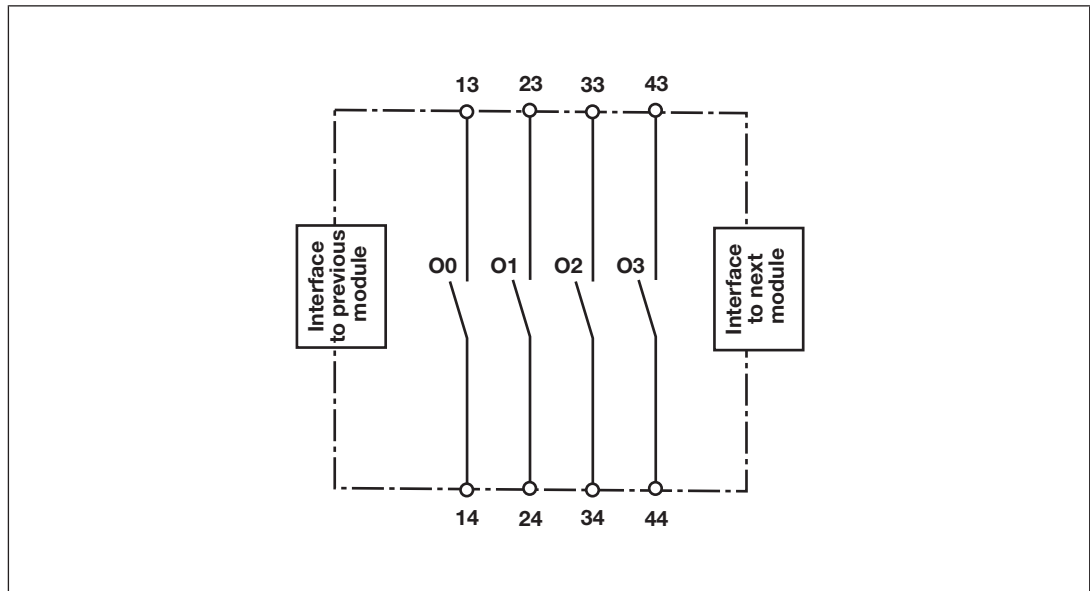 13 23 33 43
Interface
to previous
module
O0 O1 O2 O3
Interface
to next
module
14 24 34 44